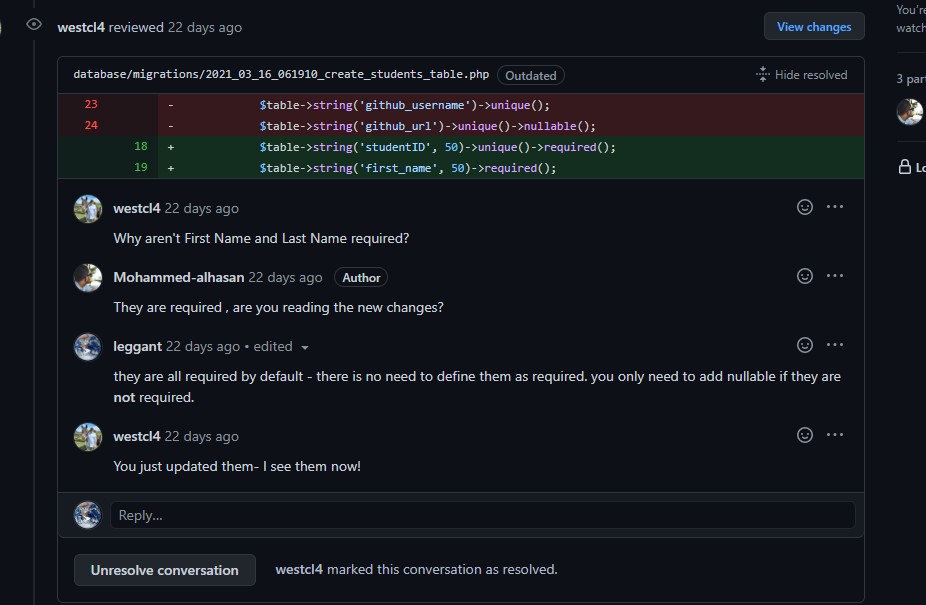 You're
westcl4 reviewed 22 days ago
View changes
watch
database/migrations/2021_03_16_061910_create_students_table.php
Outdated
Hide resolved
3 part
23 - $table->string('github_username')->unique();
24 - $table->string('github_url')->unique()->nullable();
18 + $table->string('studentID', 50)->unique()->required();
19 + $table->string('first_name', 50)->required();
Lo
westcl4 22 days ago
Why aren't First Name and Last Name required?
Mohammed-alhasan 22 days ago Author
They are required , are you reading the new changes?
leggant 22 days ago • edited
they are all required by default - there is no need to define them as required. you only need to add nullable if they are
not required.
westcl4 22 days ago
You just updated them- I see them now!
Reply...
Unresolve conversation
westcl4 marked this conversation as resolved.